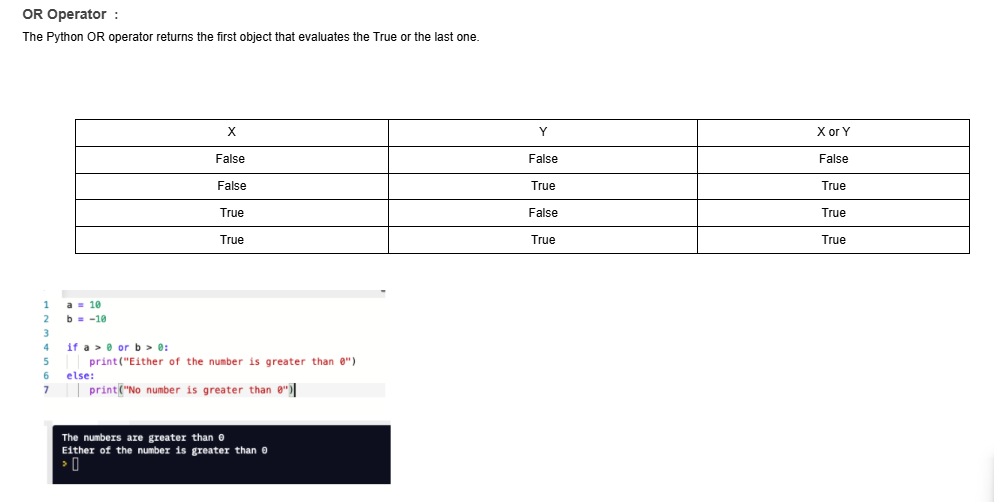 OR Operator :
The Python OR operator returns the first object that evaluates the True or the last one.
X Y X or Y
False False False
False True True
True False True
True True True
1 a = 10
2 b = -10
3
4 if a > 0 or b > 0:
5 print("Either of the number is greater than 0")
6 else:
7 print("No number is greater than 0")
The numbers are greater than 0
Either of the number is greater than 0
>